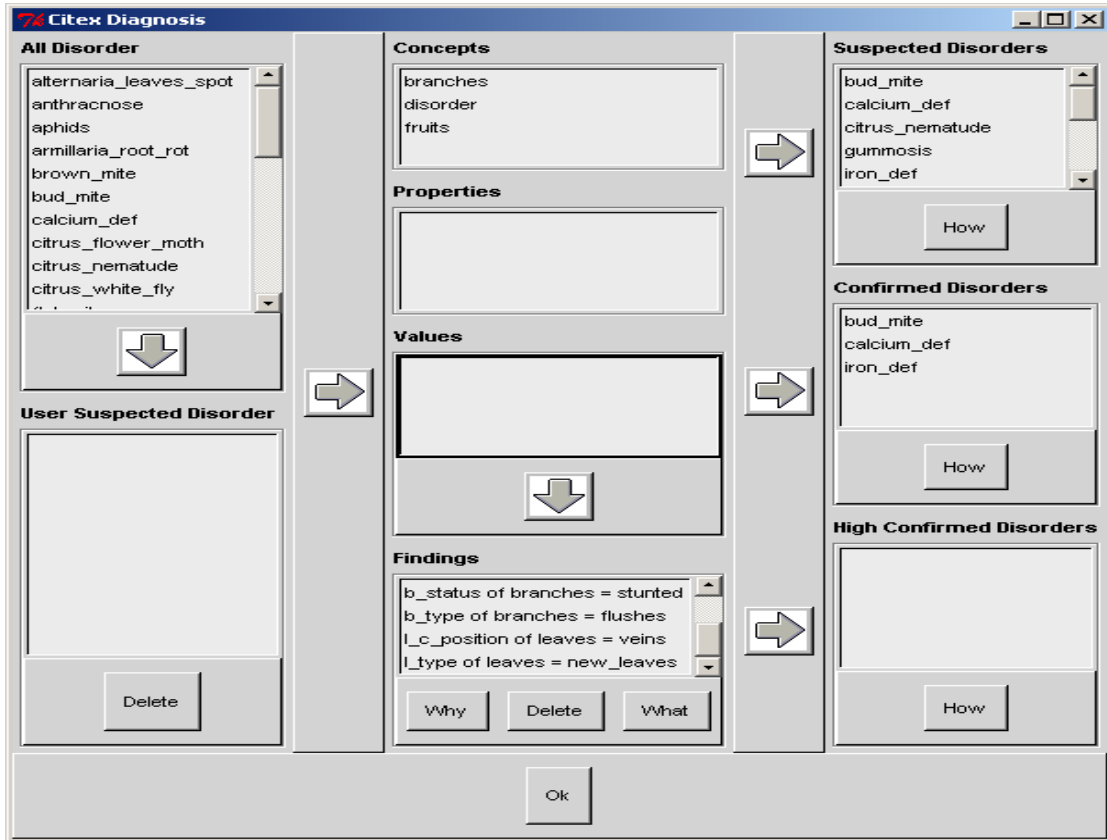 Citex Diagnosis
All Disorder
alternaria_leaves_spot
anthracnose
aphids
armillaria_root_rot
brown_mite
bud_mite
calcium_def
citrus_flower_moth
citrus_nematude
citrus_white_fly
User Suspected Disorder
Delete
Concepts
branches
disorder
fruits
Properties
Values
Findings
b_status of branches = stunted
b_type of branches = flushes
l_c_position of leaves = veins
l_type of leaves = new_leaves
Why Delete What
Suspected Disorders
bud_mite
calcium_def
citrus_nematude
gummosis
iron_def
How
Confirmed Disorders
bud_mite
calcium_def
iron_def
How
High Confirmed Disorders
How
Ok